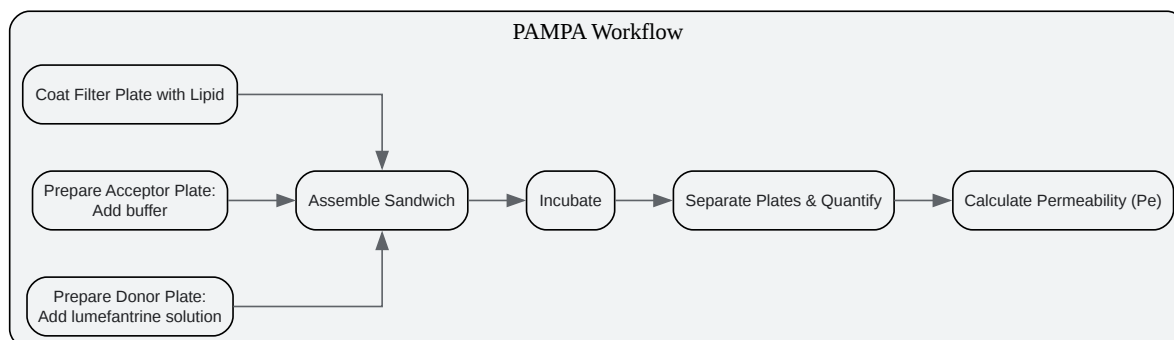 PAMPA Workflow
Coat Filter Plate with Lipid
Prepare Acceptor Plate:
Add buffer
Assemble Sandwich
Incubate
Separate Plates & Quantify
Calculate Permeability (Pe)
Prepare Donor Plate:
Add lumefantrine solution